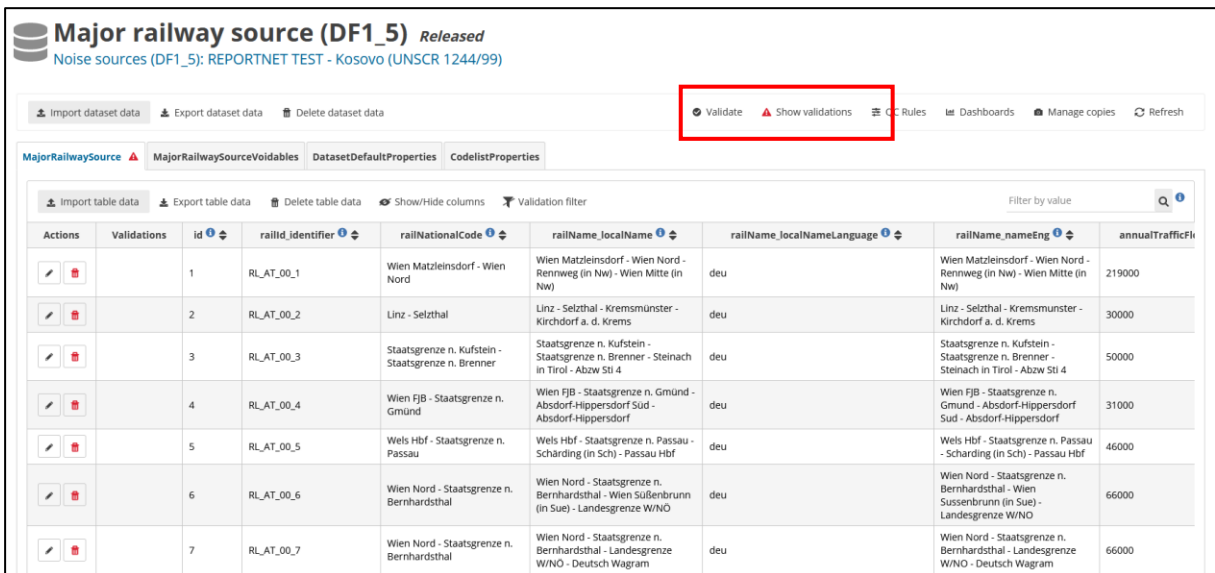 Major railway source (DF1_5) Released
Noise sources (DF1_5): REPORTNET TEST - Kosovo (UNSCR 1244/99)
Import dataset data Export dataset data Delete dataset data Validate Show validations QC Rules Dashboards Manage copies Refresh
MajorRailwaySource MajorRailwaySourceVoidables DatasetDefaultProperties CodelistProperties
Import table data Export table data Delete table data Show/Hide columns Validation filter Filter by value
Actions Validations id railId_identifier railNationalCode railName_localName railName_localNameLanguage railName_nameEng annualTrafficFl
1 RL_AT_00_1 Wien Matzleinsdorf - Wien Nord Wien Matzleinsdorf - Wien Nord - Rennweg (in Nw) - Wien Mitte (in Nw) deu Wien Matzleinsdorf - Wien Nord - Rennweg (in Nw) - Wien Mitte (in Nw) 219000
2 RL_AT_00_2 Linz - Selzthal Linz - Selzthal - Kremsmünster - Kirchdorf a. d. Krems deu Linz - Selzthal - Kremsmunster - Kirchdorf a. d. Krems 30000
3 RL_AT_00_3 Staatsgrenze n. Kufstein - Staatsgrenze n. Brenner Staatsgrenze n. Kufstein - Staatsgrenze n. Brenner - Steinach in Tirol - Abzw Sti 4 deu Staatsgrenze n. Kufstein - Staatsgrenze n. Brenner - Steinach in Tirol - Abzw Sti 4 50000
4 RL_AT_00_4 Wien FJB - Staatsgrenze n. Gmünd Wien FJB - Staatsgrenze n. Gmünd - Absdorf-Hippersdorf Süd - Absdorf-Hippersdorf deu Wien FJB - Staatsgrenze n. Gmund - Absdorf-Hippersdorf Sud - Absdorf-Hippersdorf 31000
5 RL_AT_00_5 Wels Hbf - Staatsgrenze n. Passau Wels Hbf - Staatsgrenze n. Passau - Schärding (in Sch) - Passau Hbf deu Wels Hbf - Staatsgrenze n. Passau - Scharding (in Sch) - Passau Hbf 46000
6 RL_AT_00_6 Wien Nord - Staatsgrenze n. Bernhardsthal Wien Nord - Staatsgrenze n. Bernhardsthal - Wien Süßenbrunn (in Sue) - Landesgrenze W/NÖ deu Wien Nord - Staatsgrenze n. Bernhardsthal - Wien Sussenbrunn (in Sue) - Landesgrenze W/NO 66000
7 RL_AT_00_7 Wien Nord - Staatsgrenze n. Bernhardsthal Wien Nord - Staatsgrenze n. Bernhardsthal - Landesgrenze W/NÖ - Deutsch Wagram deu Wien Nord - Staatsgrenze n. Bernhardsthal - Landesgrenze W/NO - Deutsch Wagram 66000